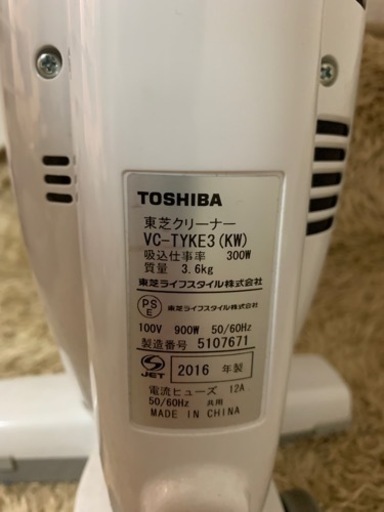 TOSHIBA
東芝クリーナー
VC-TYKE3(KW)
吸込仕事率 300W
質量 3.6kg
東芝ライフスタイル株式会社
PS E 東芝ライフスタイル株式会社
100V 900W 50/60Hz
製造番号 5107671
S JET 2016 年製
電流ヒューズ 12A
50/60Hz 共用
MADE IN CHINA